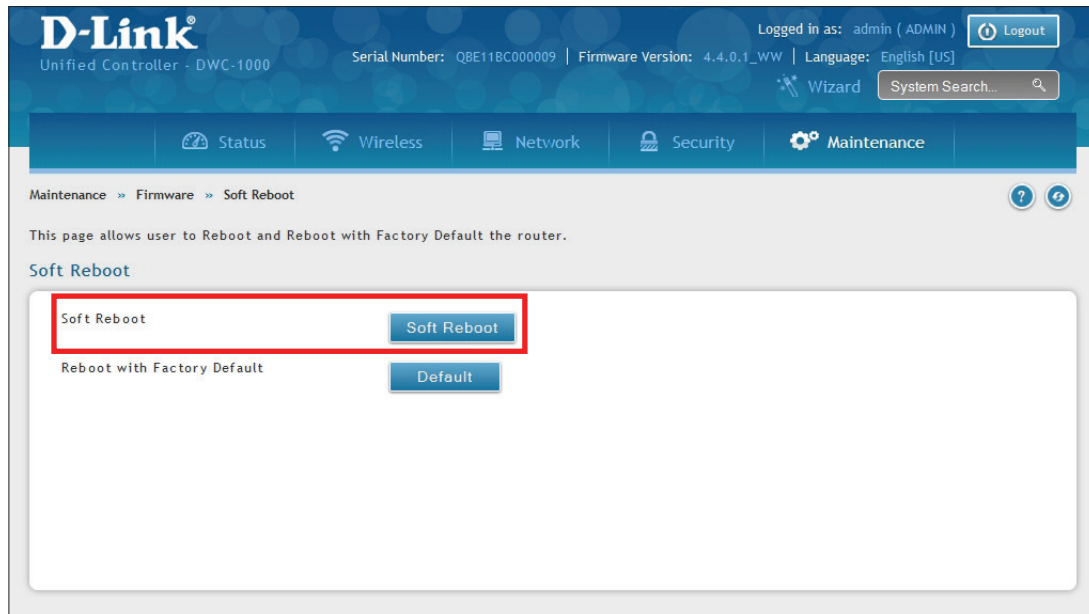 D-Link®
Unified Controller - DWC-1000
Logged in as: admin ( ADMIN ) Logout
Serial Number: QBE11BC000009 | Firmware Version: 4.4.0.1_WW | Language: English [US]
Wizard System Search...
Status Wireless Network Security Maintenance
Maintenance » Firmware » Soft Reboot ?
This page allows user to Reboot and Reboot with Factory Default the router.
Soft Reboot
Soft Reboot Soft Reboot
Reboot with Factory Default Default